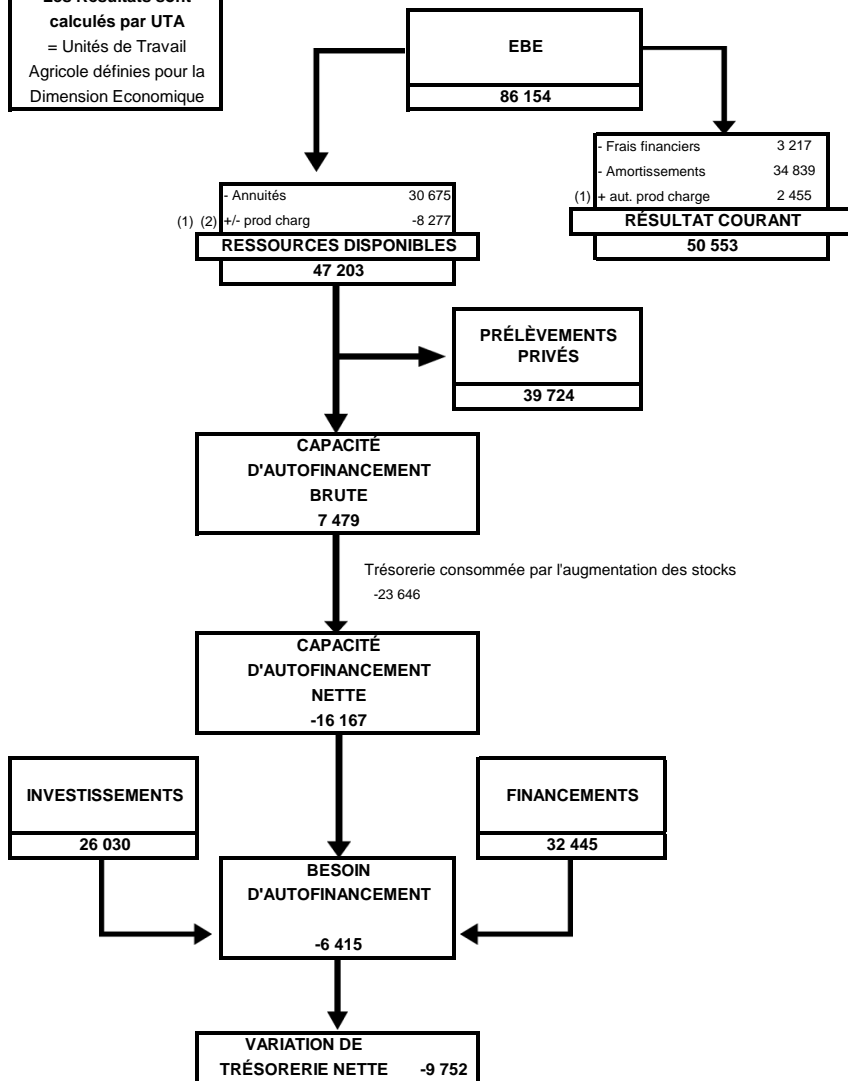 Les Résultats sont
calculés par UTA
= Unités de Travail
Agricole définies pour la
Dimension Economique
EBE
86 154
- Frais financiers 3 217
- Amortissements 34 839
(1) + aut. prod charge 2 455
RÉSULTAT COURANT
50 553
- Annuités 30 675
(1) (2) +/- prod charg -8 277
RESSOURCES DISPONIBLES
47 203
PRÉLÈVEMENTS
PRIVÉS
39 724
CAPACITÉ
D'AUTOFINANCEMENT
BRUTE
7 479
Trésorerie consommée par l'augmentation des stocks
-23 646
CAPACITÉ
D'AUTOFINANCEMENT
NETTE
-16 167
INVESTISSEMENTS
26 030
FINANCEMENTS
32 445
BESOIN
D'AUTOFINANCEMENT
-6 415
VARIATION DE
TRÉSORERIE NETTE -9 752